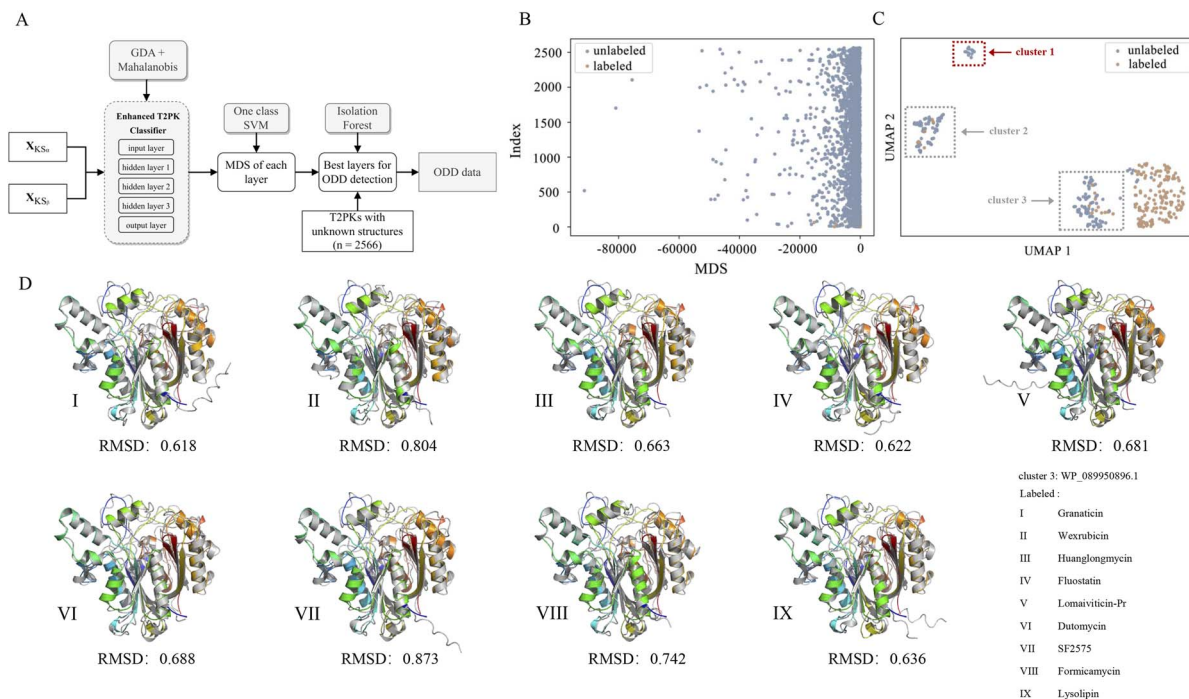 A
GDA +
Mahalanobis
Enhanced T2PK
Classifier
input layer
hidden layer 1
hidden layer 2
hidden layer 3
output layer
XKSα
XKSβ
One class
SVM
MDS of each
layer
Isolation
Forest
Best layers for
ODD detection
T2PKs with
unknown structures
(n = 2566)
ODD data
B
unlabeled
labeled
Index
2500
2000
1500
1000
500
0
-80000
-60000
-40000
-20000
0
MDS
C
cluster 1
unlabeled
labeled
cluster 2
cluster 3
UMAP 2
UMAP 1
D
I
RMSD: 0.618
II
RMSD: 0.804
III
RMSD: 0.663
IV
RMSD: 0.622
V
RMSD: 0.681
VI
RMSD: 0.688
VII
RMSD: 0.873
VIII
RMSD: 0.742
IX
RMSD: 0.636
cluster 3: WP_089950896.1
Labeled :
I Granaticin
II Wexrubicin
III Huanglongmycin
IV Fluostatin
V Lomaiviticin-Pr
VI Dutomycin
VII SF2575
VIII Formicamycin
IX Lysolipin